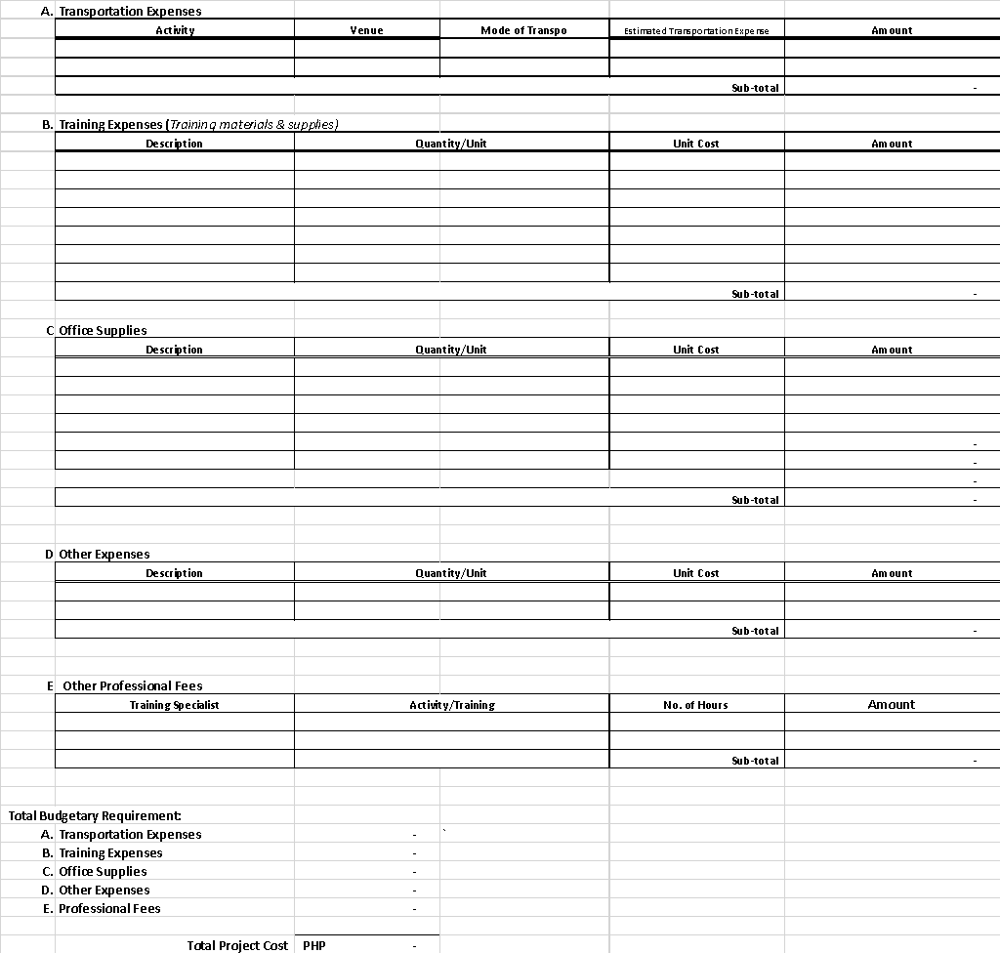 A. Transportation Expenses
Activity Venue Mode of Transpo Estimated Transportation Expense Amount
Sub-total -
B. Training Expenses (Training materials & supplies)
Description Quantity/Unit Unit Cost Amount
Sub-total -
C Office Supplies
Description Quantity/Unit Unit Cost Amount
-
-
-
Sub-total -
D Other Expenses
Description Quantity/Unit Unit Cost Amount
Sub-total -
E Other Professional Fees
Training Specialist Activity/Training No. of Hours Amount
Sub-total -
Total Budgetary Requirement:
A. Transportation Expenses - `
B. Training Expenses -
C. Office Supplies -
D. Other Expenses -
E. Professional Fees -
Total Project Cost PHP -